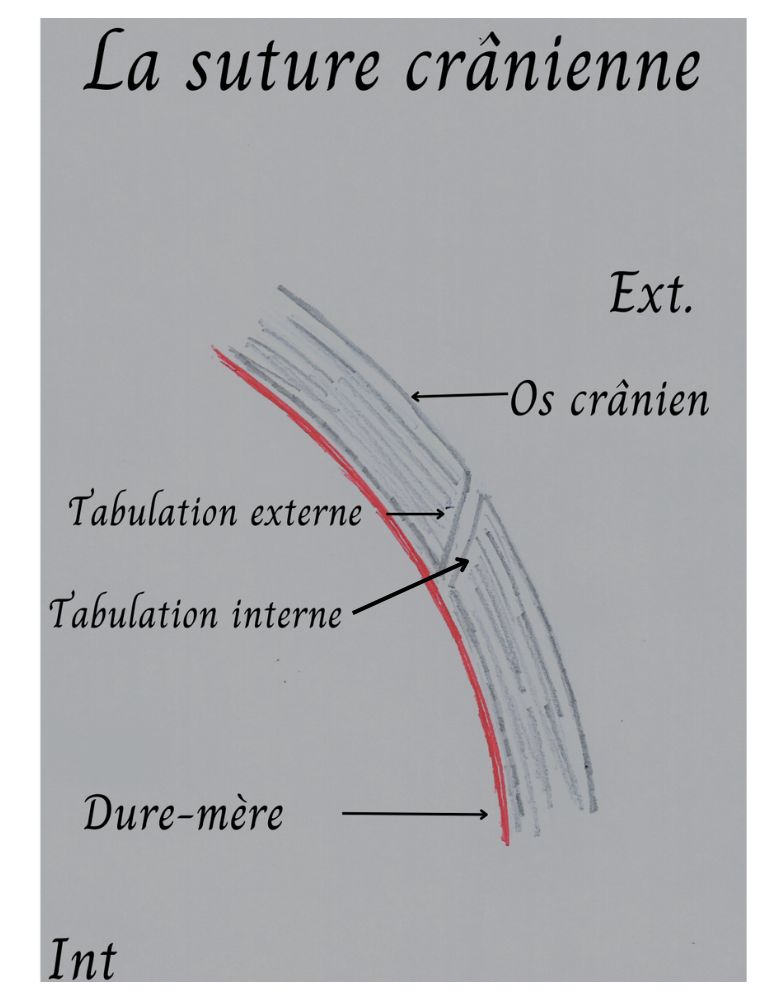 La suture crânienne
Ext.
Os crânien
Tabulation externe
Tabulation interne
Dure-mère
Int